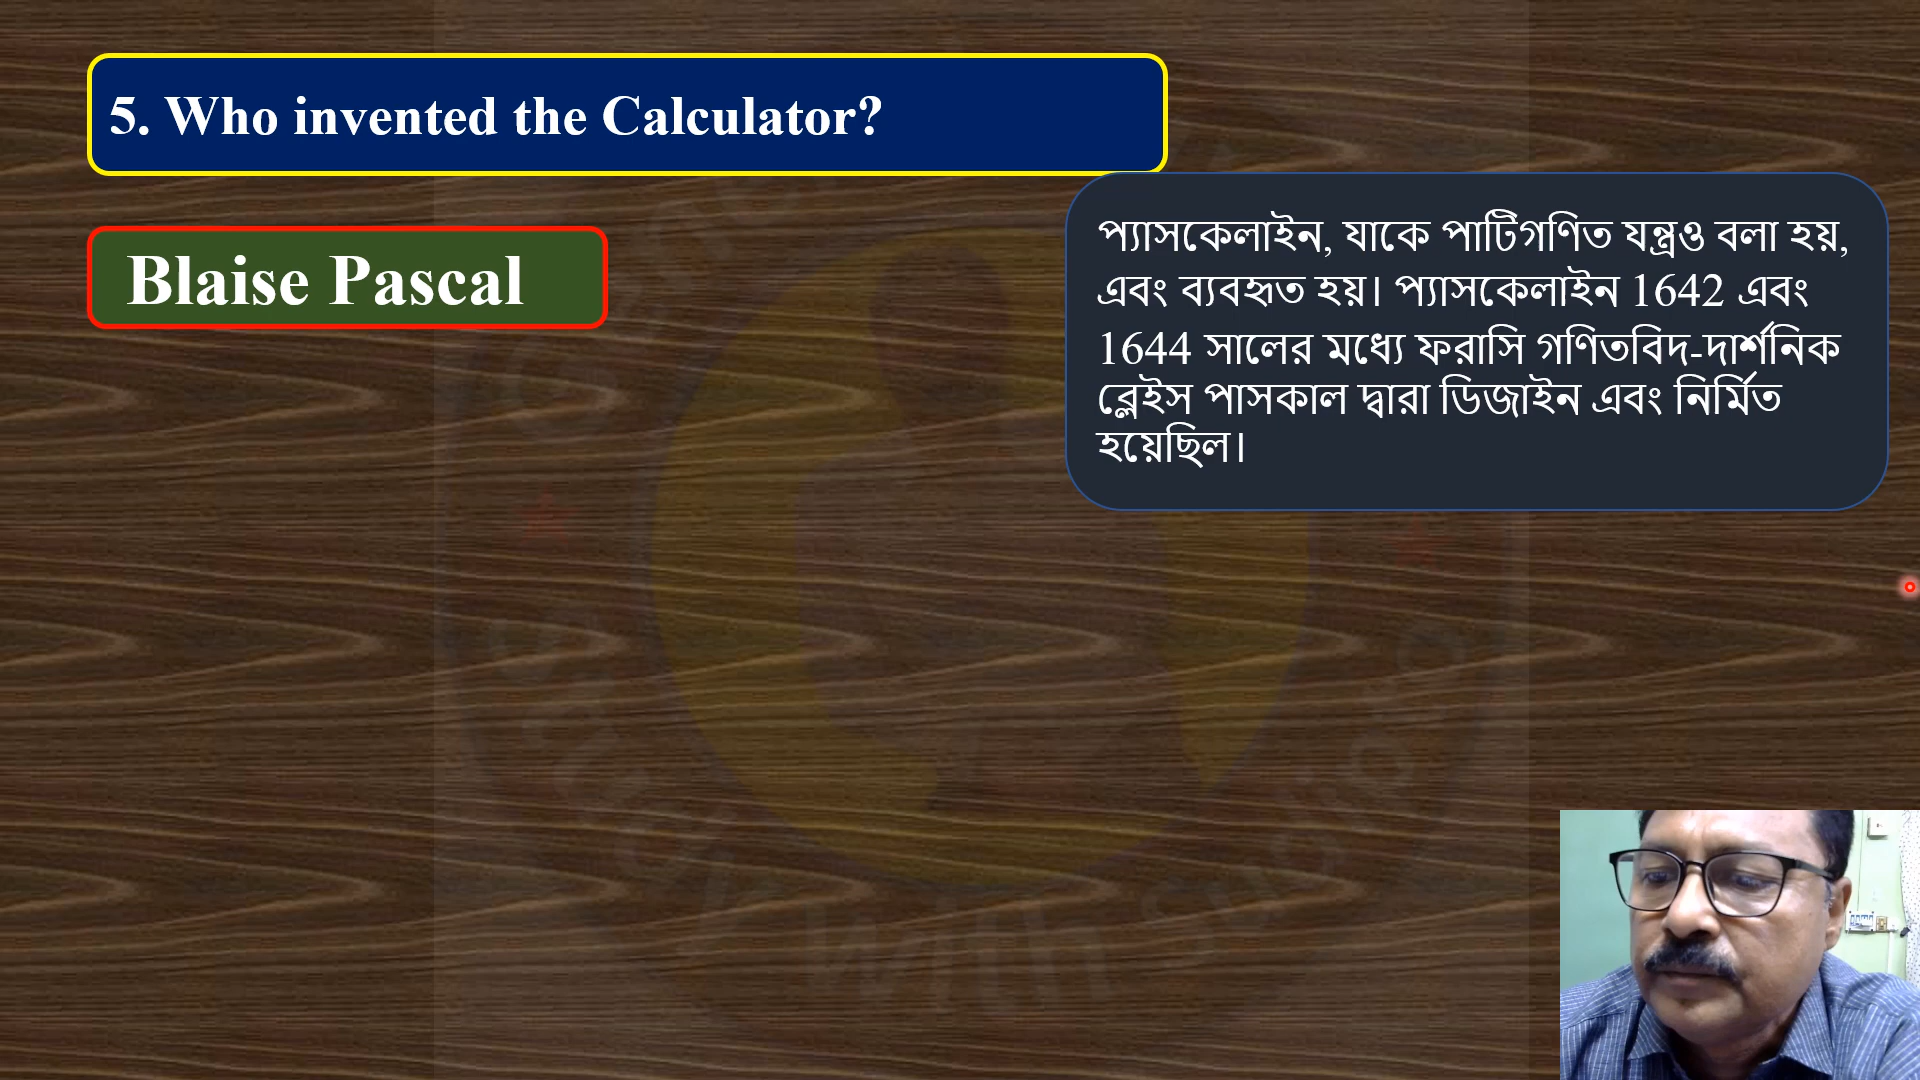 5. Who invented the Calculator?
Blaise Pascal
প্যাসকেলাইন, যাকে পাটিগণিত যন্ত্রও বলা হয়,
এবং ব্যবহৃত হয়। প্যাসকেলাইন 1642 এবং
1644 সালের মধ্যে ফরাসি গণিতবিদ-দার্শনিক
ব্লেইস পাসকাল দ্বারা ডিজাইন এবং নির্মিত
হয়েছিল।
with